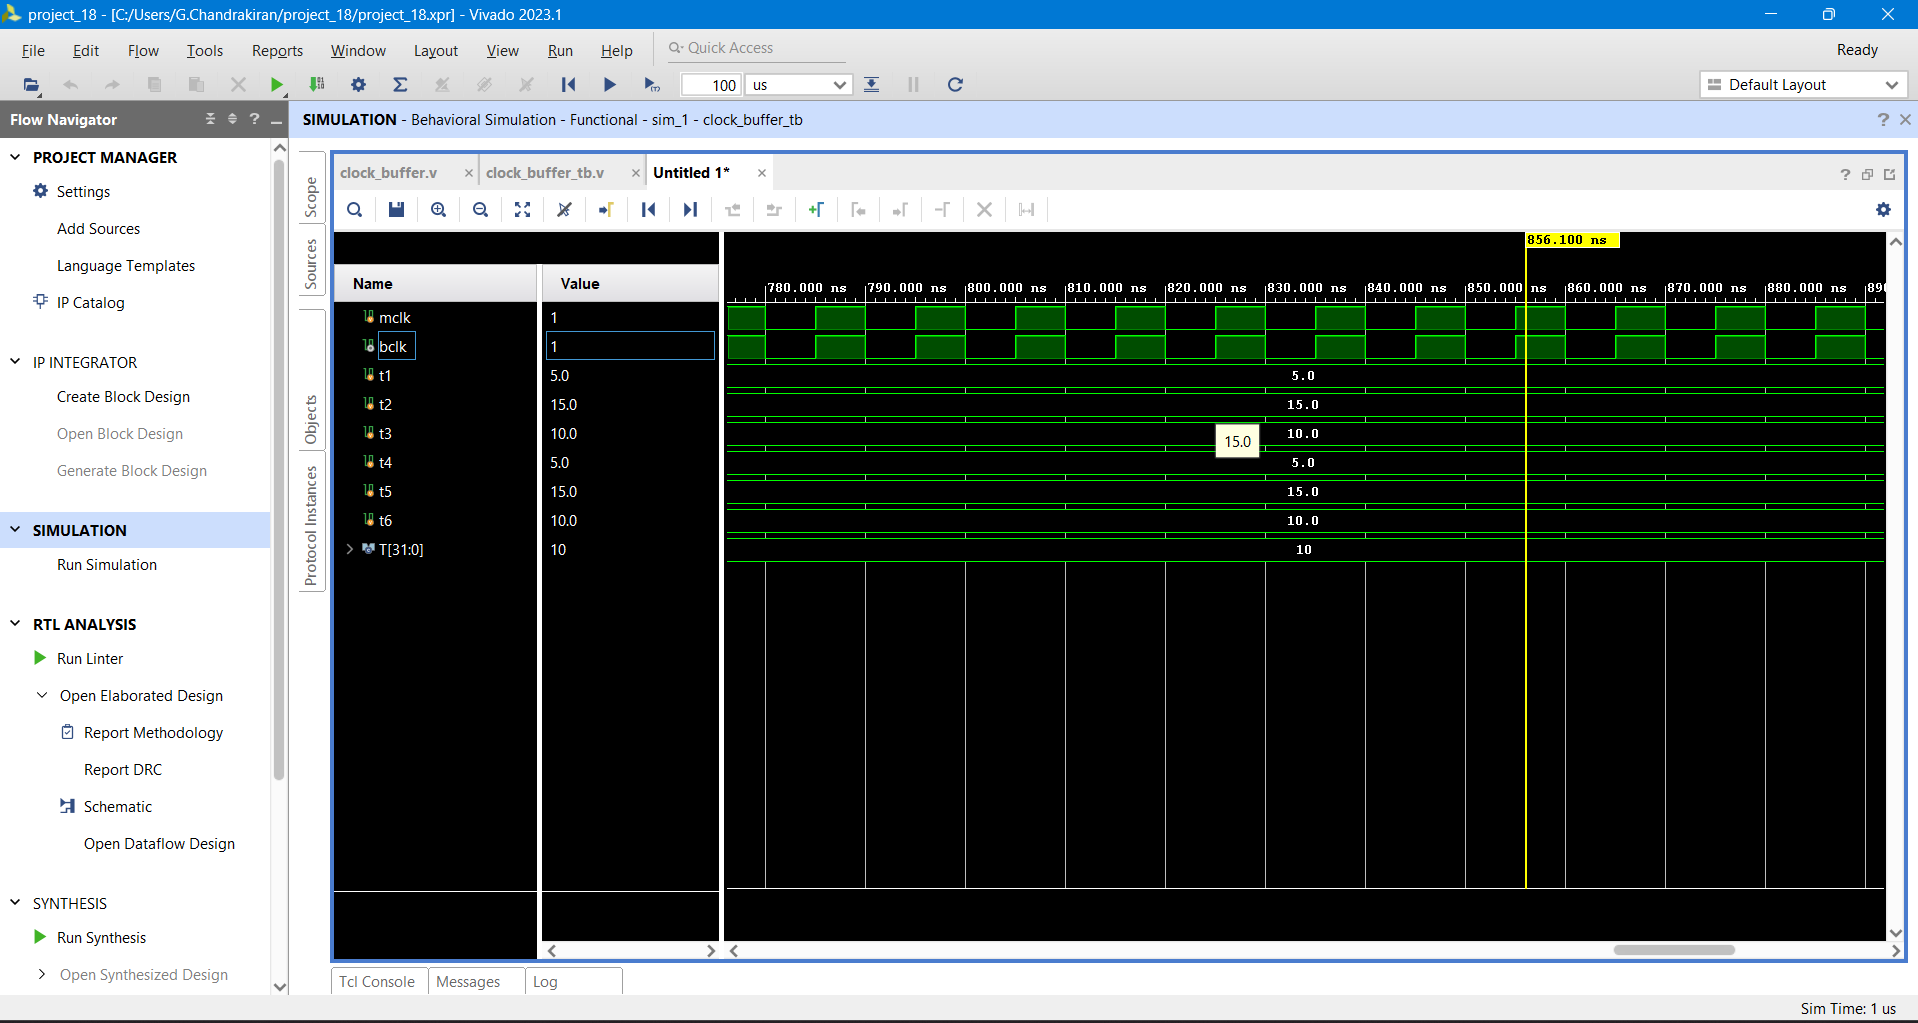 project_18 - [C:/Users/G.Chandrakiran/project_18/project_18.xpr] - Vivado 2023.1
File Edit Flow Tools Reports Window Layout View Run Help Quick Access Ready
100 us Default Layout
Flow Navigator ? SIMULATION - Behavioral Simulation - Functional - sim_1 - clock_buffer_tb ?
PROJECT MANAGER
Settings
Add Sources
Language Templates
IP Catalog
IP INTEGRATOR
Create Block Design
Open Block Design
Generate Block Design
SIMULATION
Run Simulation
RTL ANALYSIS
Run Linter
Open Elaborated Design
Report Methodology
Report DRC
Schematic
Open Dataflow Design
SYNTHESIS
Run Synthesis
Open Synthesized Design
Scope
Sources
Objects
Protocol Instances
clock_buffer.v clock_buffer_tb.v Untitled 1* ?
856.100 ns
Name Value
780.000 ns 790.000 ns 800.000 ns 810.000 ns 820.000 ns 830.000 ns 840.000 ns 850.000 ns 860.000 ns 870.000 ns 880.000 ns 890
mclk 1
bclk 1
t1 5.0 5.0
t2 15.0 15.0
t3 10.0 10.0
15.0
t4 5.0 5.0
t5 15.0 15.0
t6 10.0 10.0
T[31:0] 10 10
Tcl Console Messages Log
Sim Time: 1 us